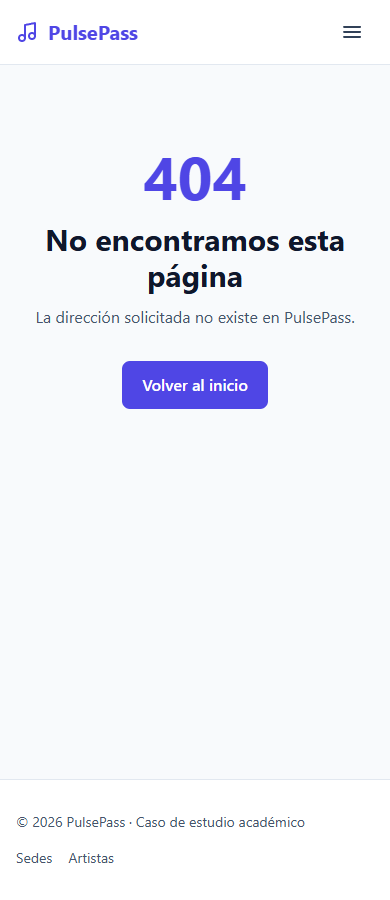 PulsePass
404
No encontramos esta
página
La dirección solicitada no existe en PulsePass.
Volver al inicio
© 2026 PulsePass · Caso de estudio académico
Sedes Artistas